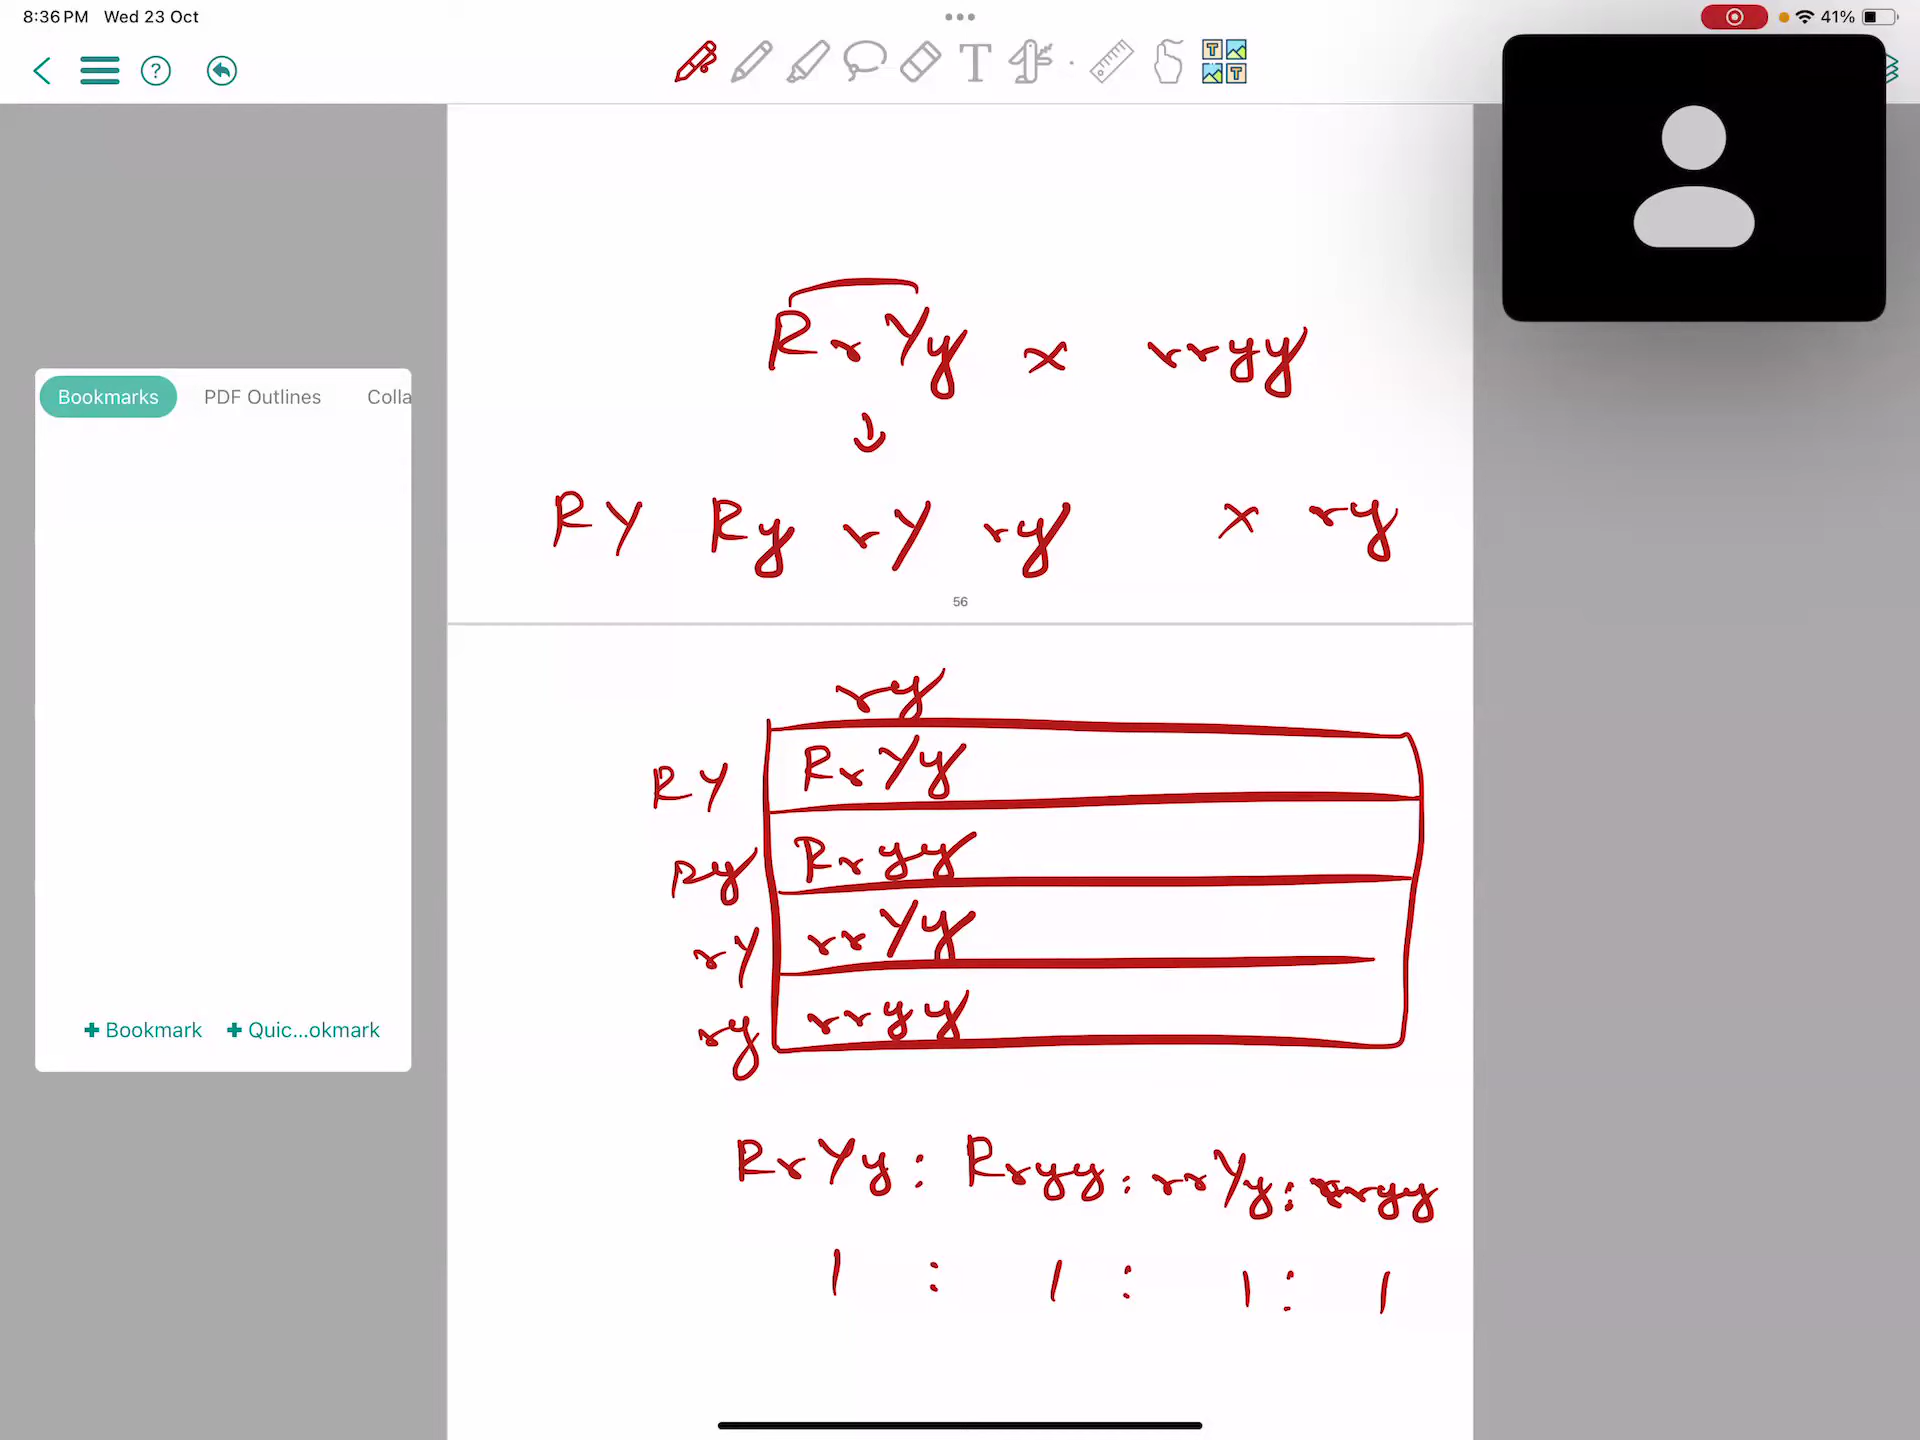 8:36 PM Wed 23 Oct
41%
T
T
T
Bookmarks PDF Outlines Colla
RrYy x rryy
RY Ry rY ry x ry
56
ry
RY RrYy
Ry Rryy
rY rrYy
ry rryy
+ Bookmark + Quic...okmark
RrYy : Rryy : rrYy : rryy
1 : 1 : 1 : 1